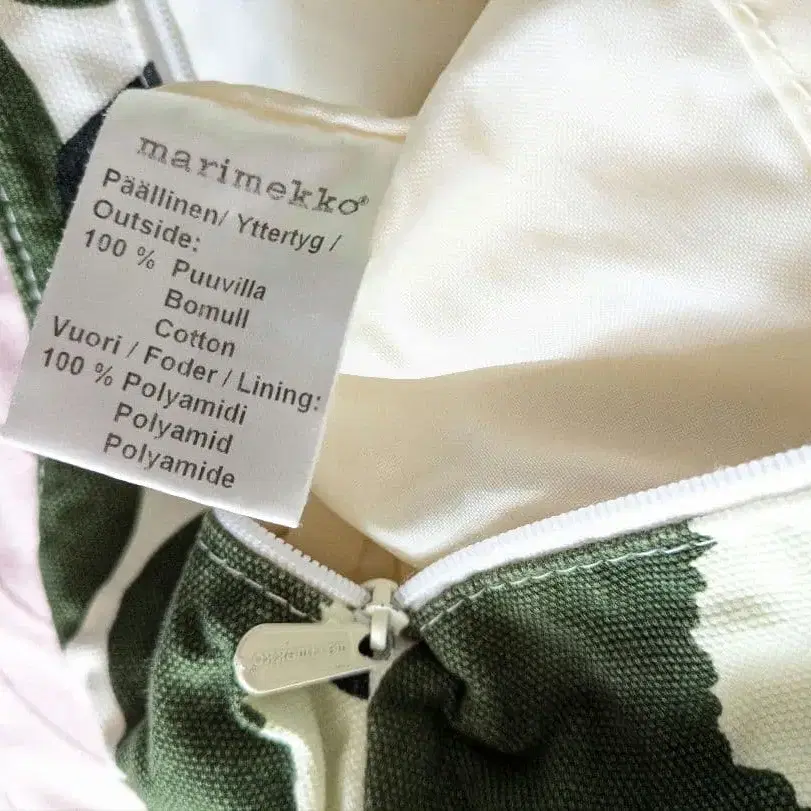 marimekko®
Päällinen/ Yttertyg /
Outside:
100 % Puuvilla
Bomull
Cotton
Vuori / Foder / Lining:
100 % Polyamidi
Polyamid
Polyamide